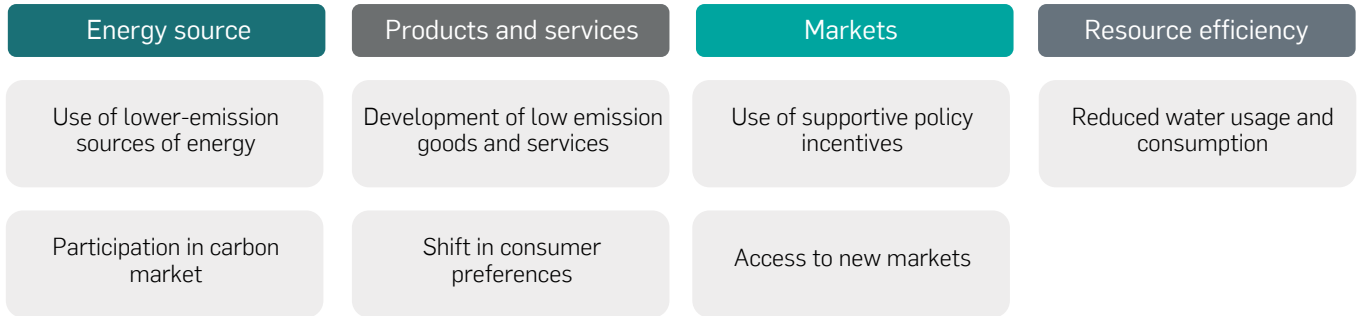 Energy source
Products and services
Markets
Resource efficiency
Use of lower-emission
sources of energy
Development of low emission
goods and services
Use of supportive policy
incentives
Reduced water usage and
consumption
Participation in carbon
market
Shift in consumer
preferences
Access to new markets